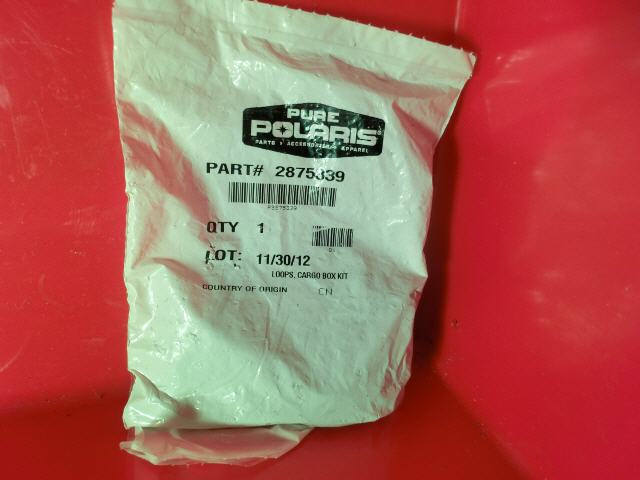 PURE
POLARIS
PARTS • ACCESSORIES • APPAREL
PART# 2875339
P2875339
QTY 1
LOT: 11/30/12
LOOPS, CARGO BOX KIT
COUNTRY OF ORIGIN CN